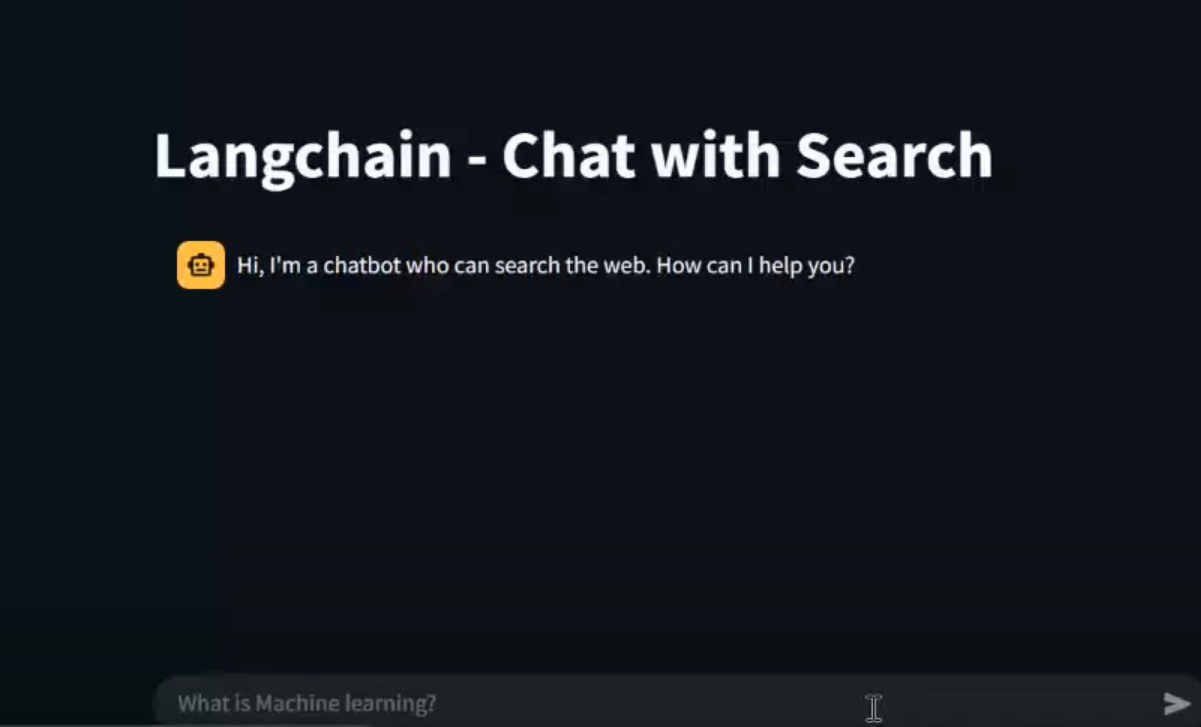 Langchain - Chat with Search
Hi, I'm a chatbot who can search the web. How can I help you?
What is Machine learning?